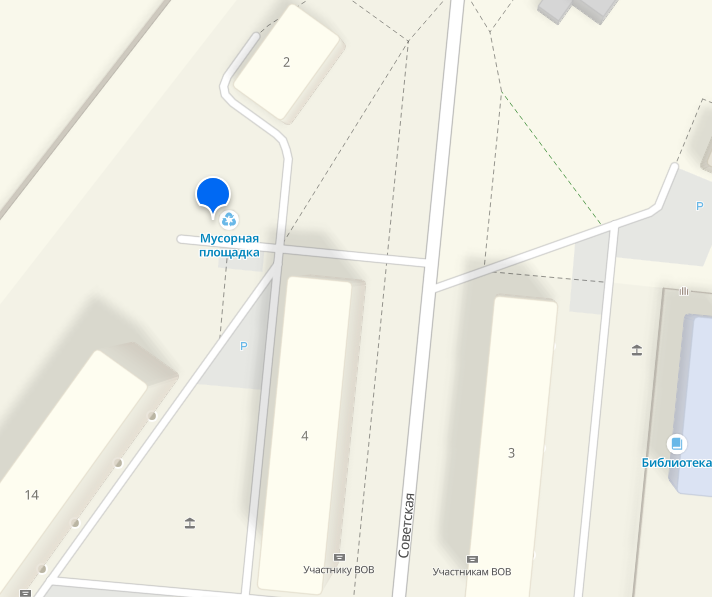 2
P
Мусорная
площадка
P
4
3
Библиотека
14
Советская
Участнику ВОВ
Участникам ВОВ